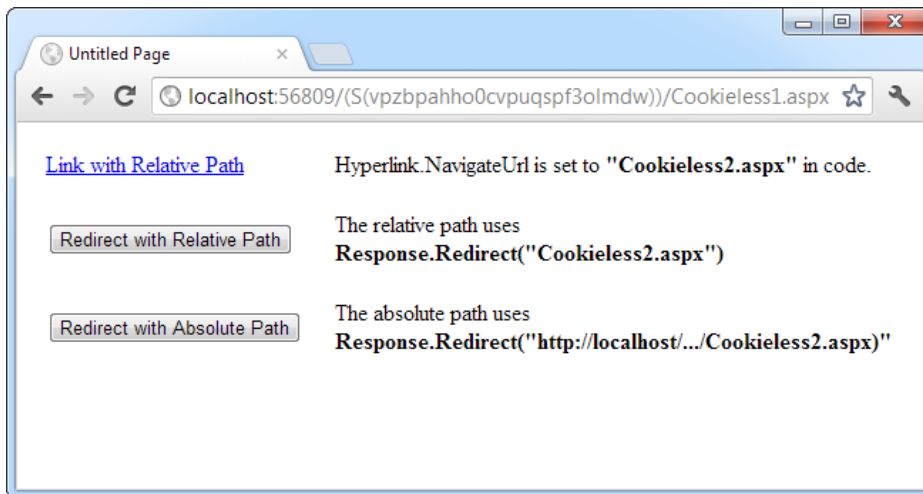 Untitled Page
localhost:56809/(S(vpzbpahho0cvpuqspf3olmdw))/Cookieless1.aspx
Link with Relative Path
Hyperlink.NavigateUrl is set to "Cookieless2.aspx" in code.
Redirect with Relative Path
The relative path uses
Response.Redirect("Cookieless2.aspx")
Redirect with Absolute Path
The absolute path uses
Response.Redirect("http://localhost/.../Cookieless2.aspx)"